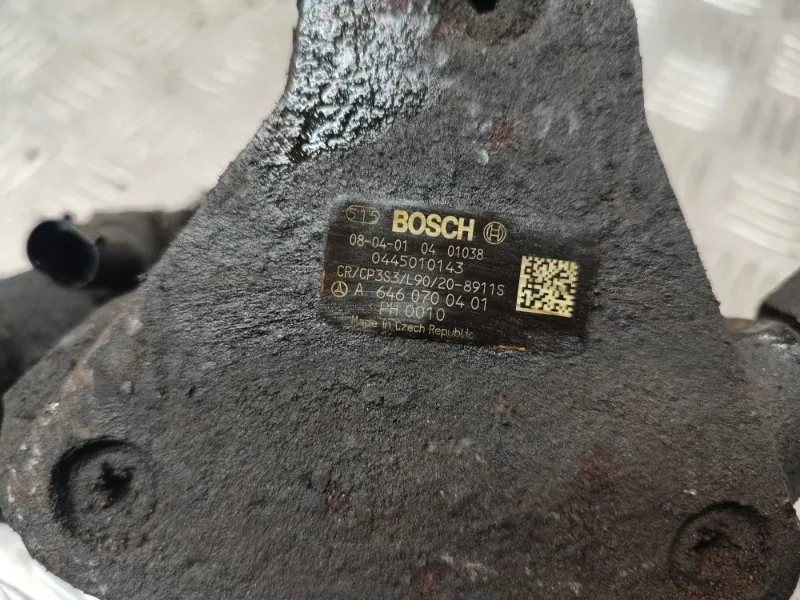 615 BOSCH
08-04-01 04 01038
0445010143
CR/CP3S3/L90/20-8911S
A 646 070 04 01
PH 0010
Made in Czech Republic